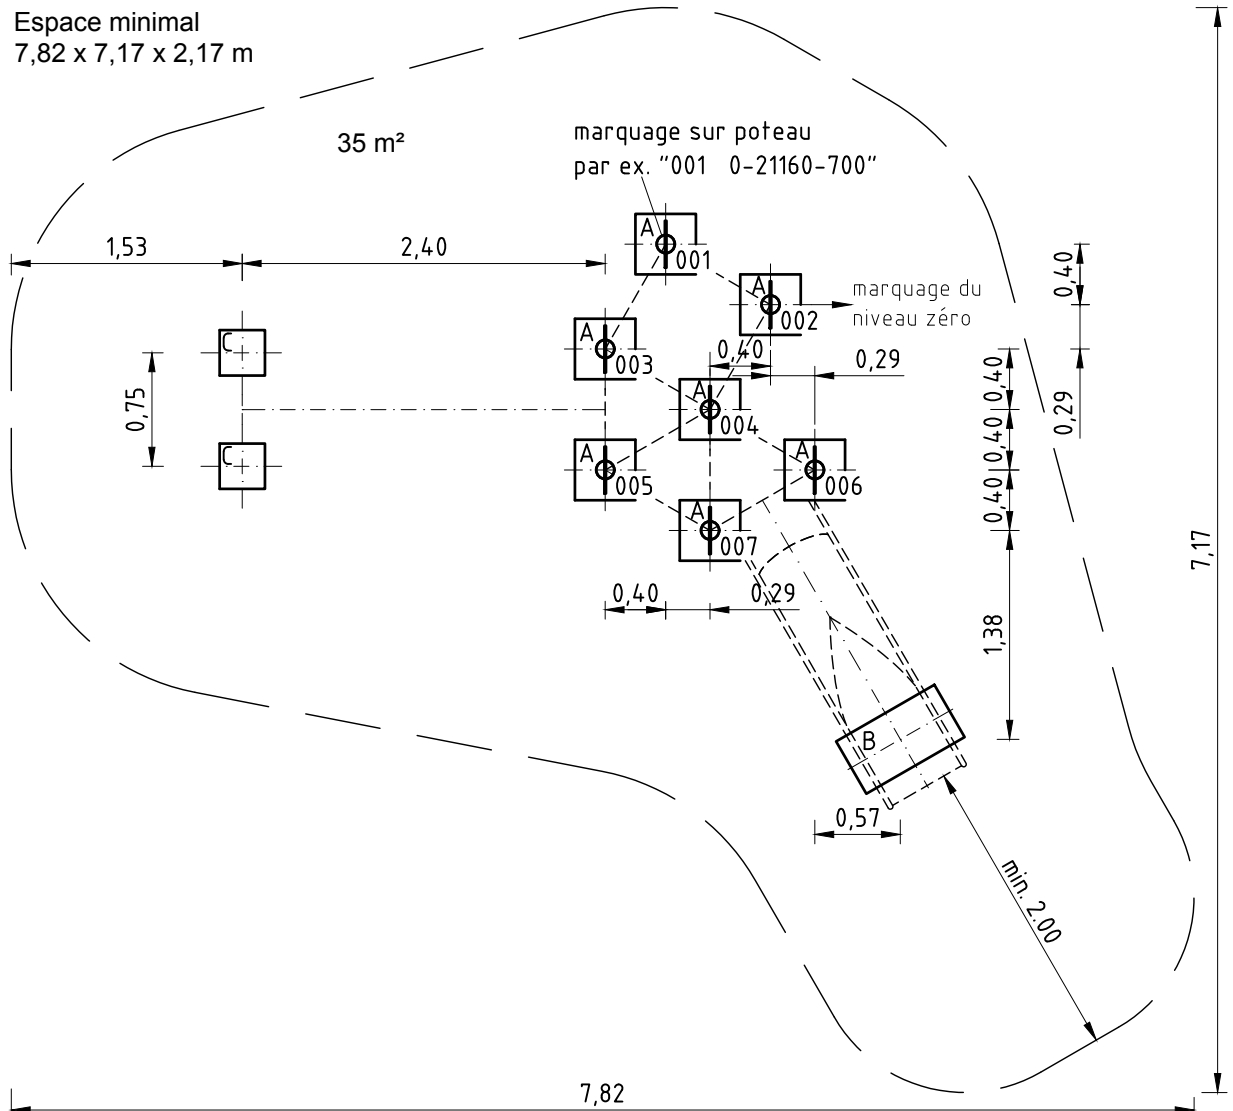 Espace minimal
7,82 x 7,17 x 2,17 m
35 m²
marquage sur poteau
par ex. "001 0-21160-700"
1,53
2,40
A
001
0,40
A
002
marquage du
niveau zéro
A
003
0,40
0,29
0,40
0,29
C
0,75
A
004
0,40
C
A
005
A
006
0,40
A
007
7,17
0,40
0,29
1,38
B
0,57
min. 2.00
7,82